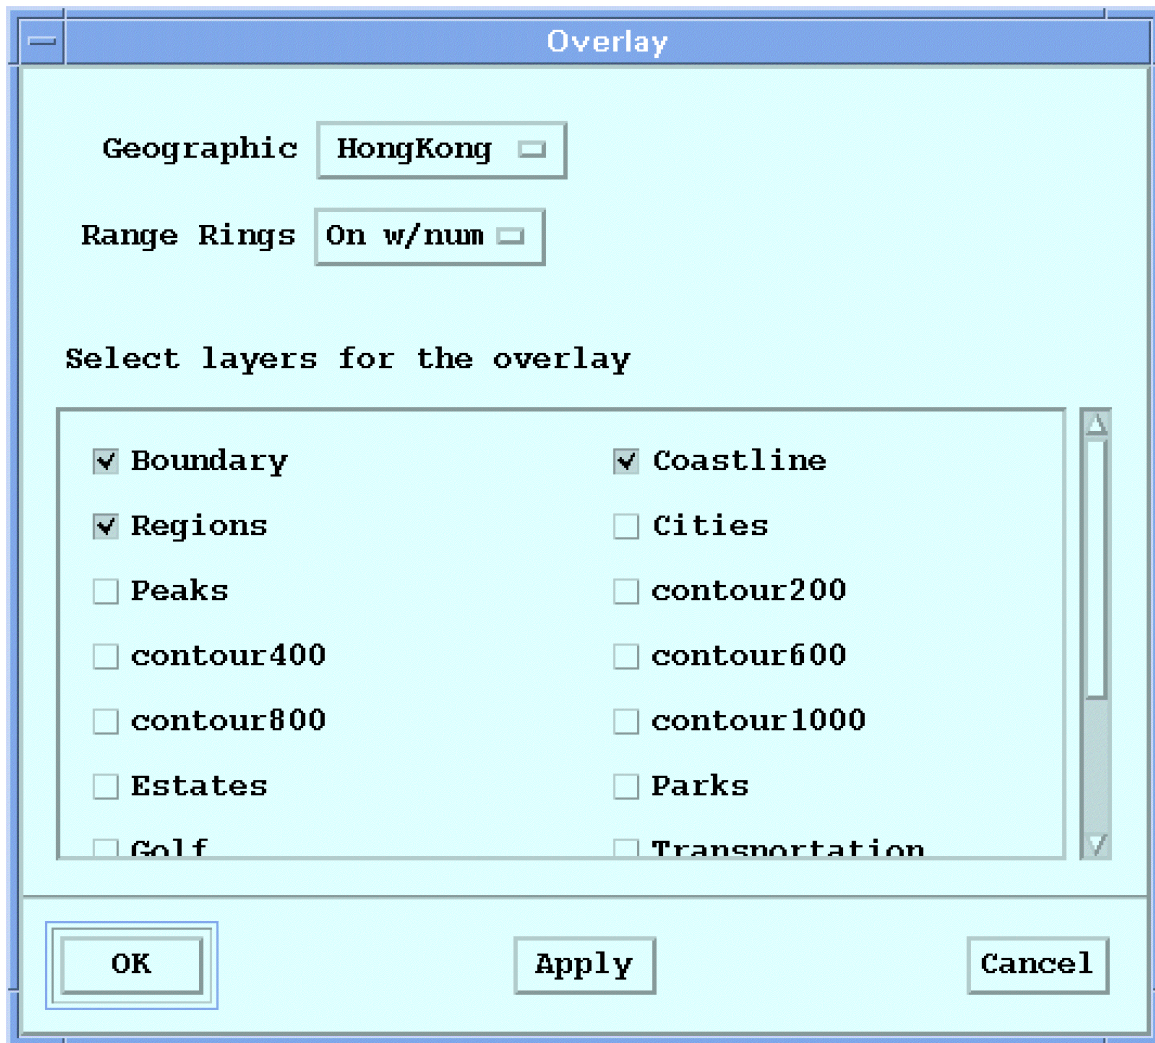 Overlay
Geographic HongKong
Range Rings On w/num
Select layers for the overlay
Boundary Coastline
Regions Cities
Peaks contour200
contour400 contour600
contour800 contour1000
Estates Parks
Golf Transportation
OK Apply Cancel